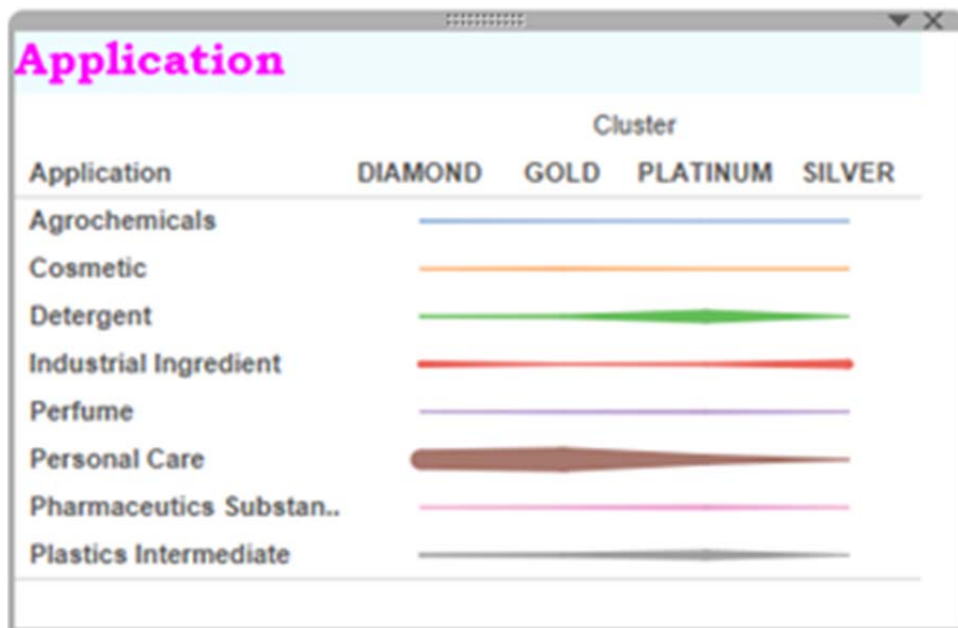 Application
Cluster
Application DIAMOND GOLD PLATINUM SILVER
Agrochemicals
Cosmetic
Detergent
Industrial Ingredient
Perfume
Personal Care
Pharmaceutics Substan..
Plastics Intermediate